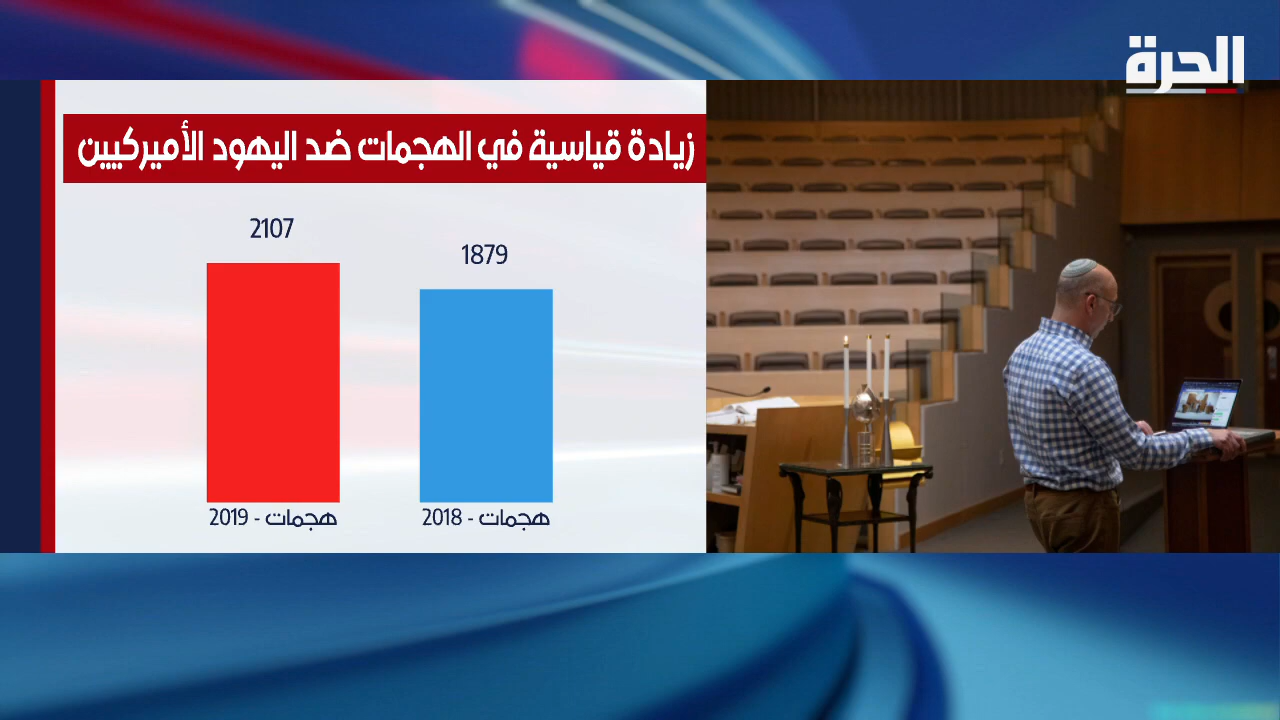 الحرة
زيادة قياسية في الهجمات ضد اليهود الأميركيين
1879
2107
هجمات - 2018
هجمات - 2019